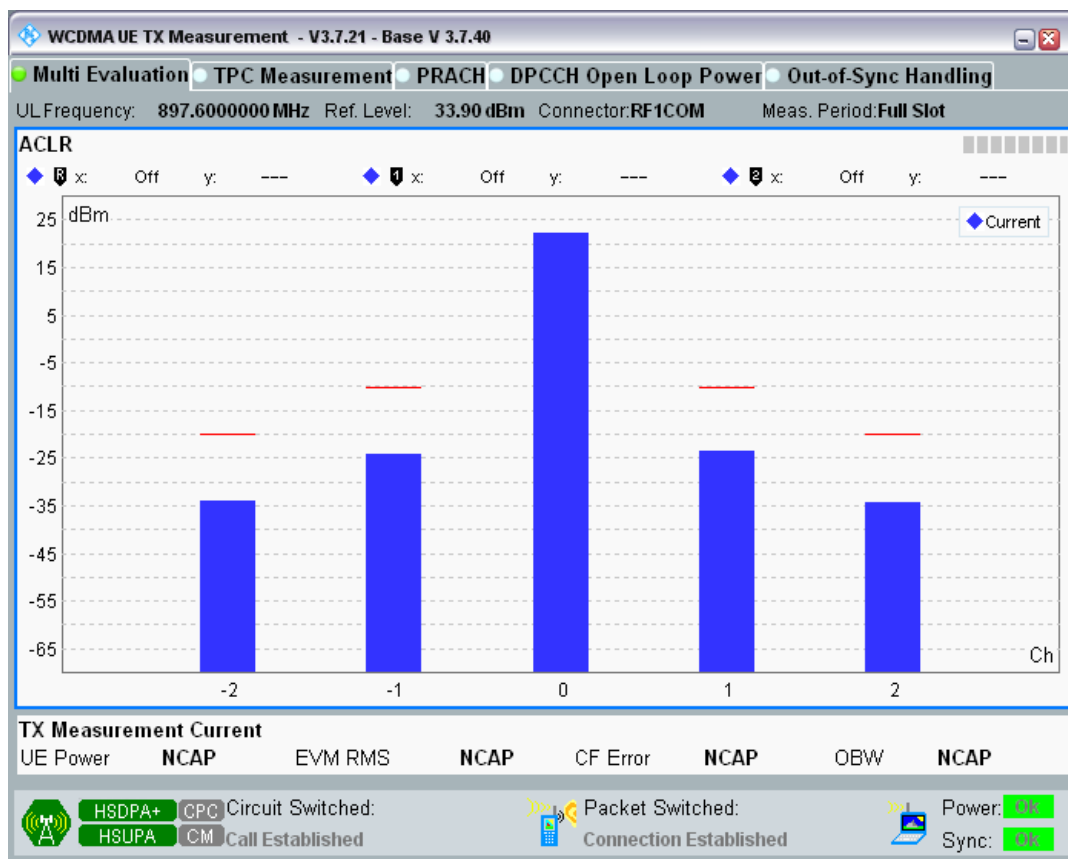 WCDMA UE TX Measurement - V3.7.21 - Base V 3.7.40
Multi Evaluation TPC Measurement PRACH DPCCH Open Loop Power Out-of-Sync Handling
UL Frequency: 897.6000000 MHz Ref. Level: 33.90 dBm Connector:RF1COM Meas. Period:Full Slot
ACLR
R x: Off y: --- 1 x: Off y: --- 2 x: Off y: ---
dBm
Current
25
15
5
-5
-15
-25
-35
-45
-55
-65
Ch
-2 -1 0 1 2
TX Measurement Current
UE Power NCAP EVM RMS NCAP CF Error NCAP OBW NCAP
HSDPA+ CPC Circuit Switched: Packet Switched: Power: Ok
HSUPA CM Call Established Connection Established Sync: Ok